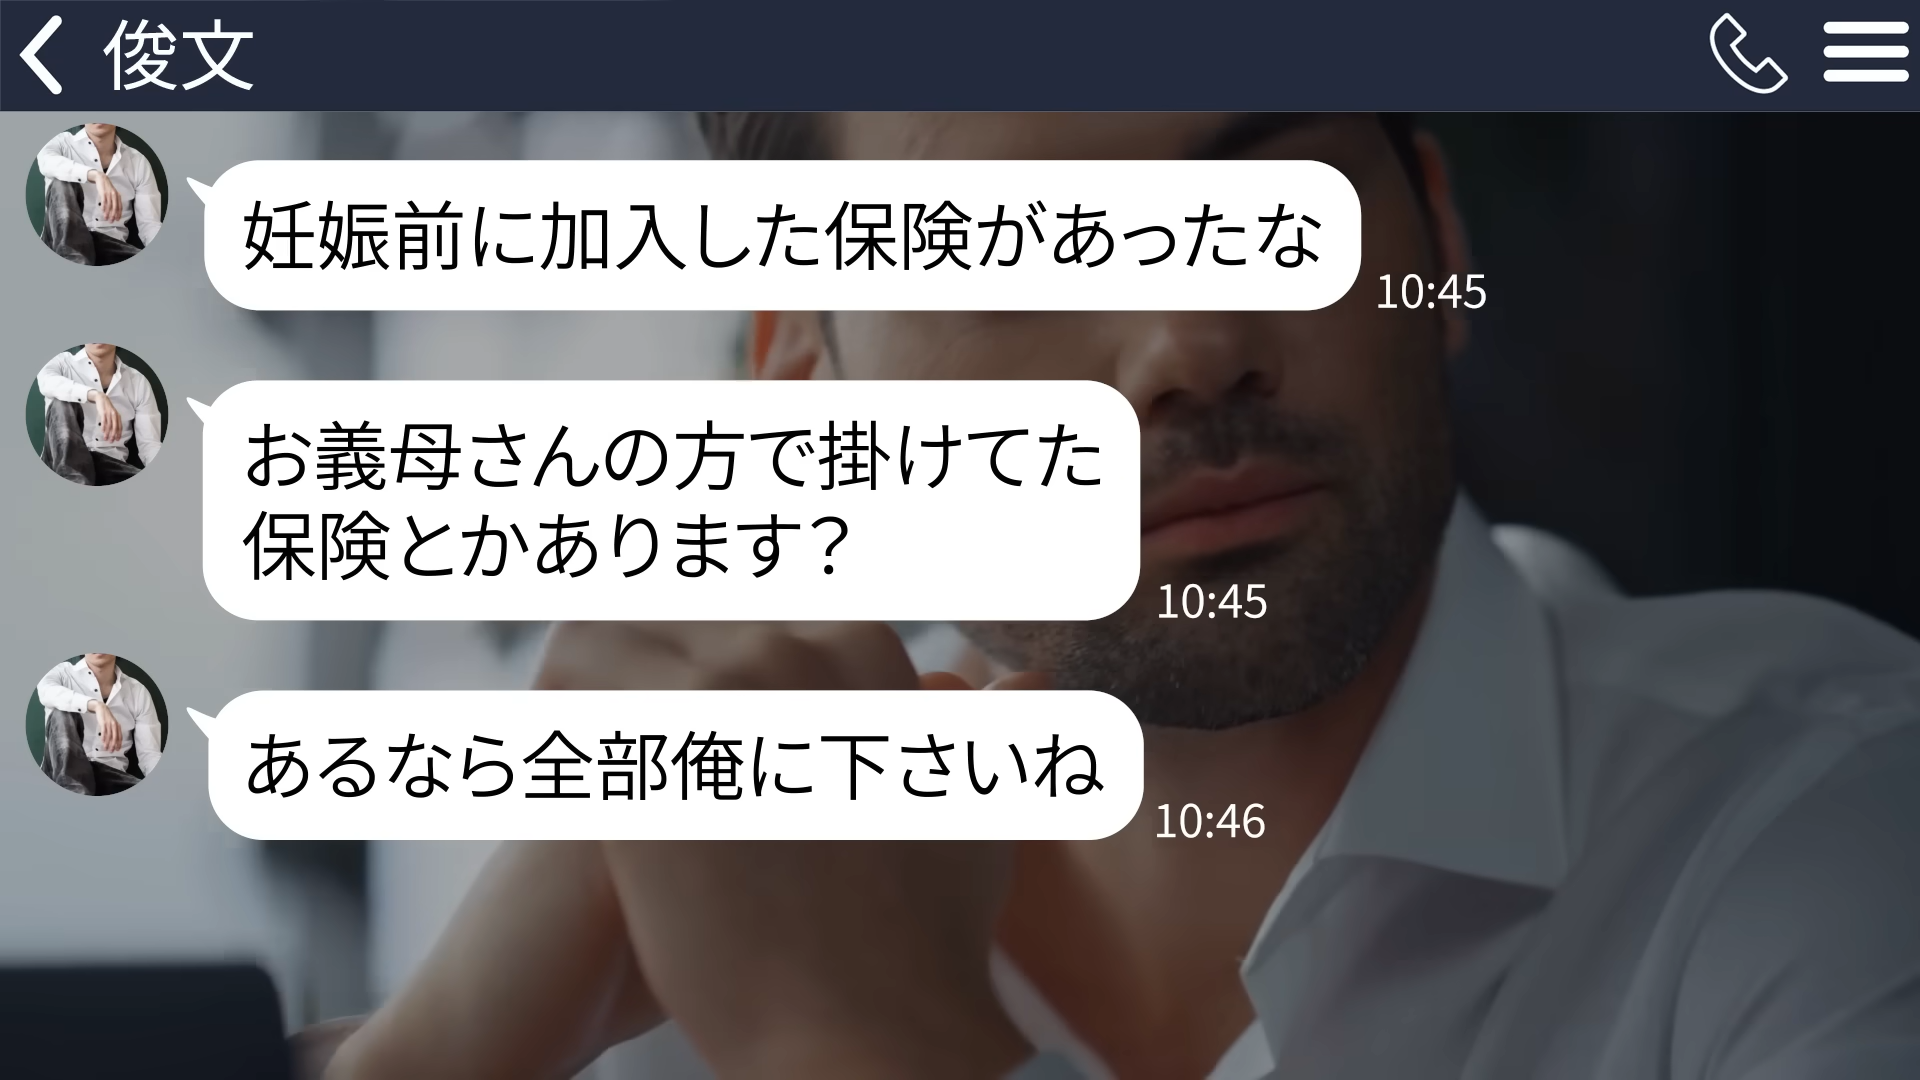 俊文
妊娠前に加入した保険があったな
10:45
お義母さんの方で掛けてた
保険とかあります？
10:45
あるなら全部俺に下さいね
10:46